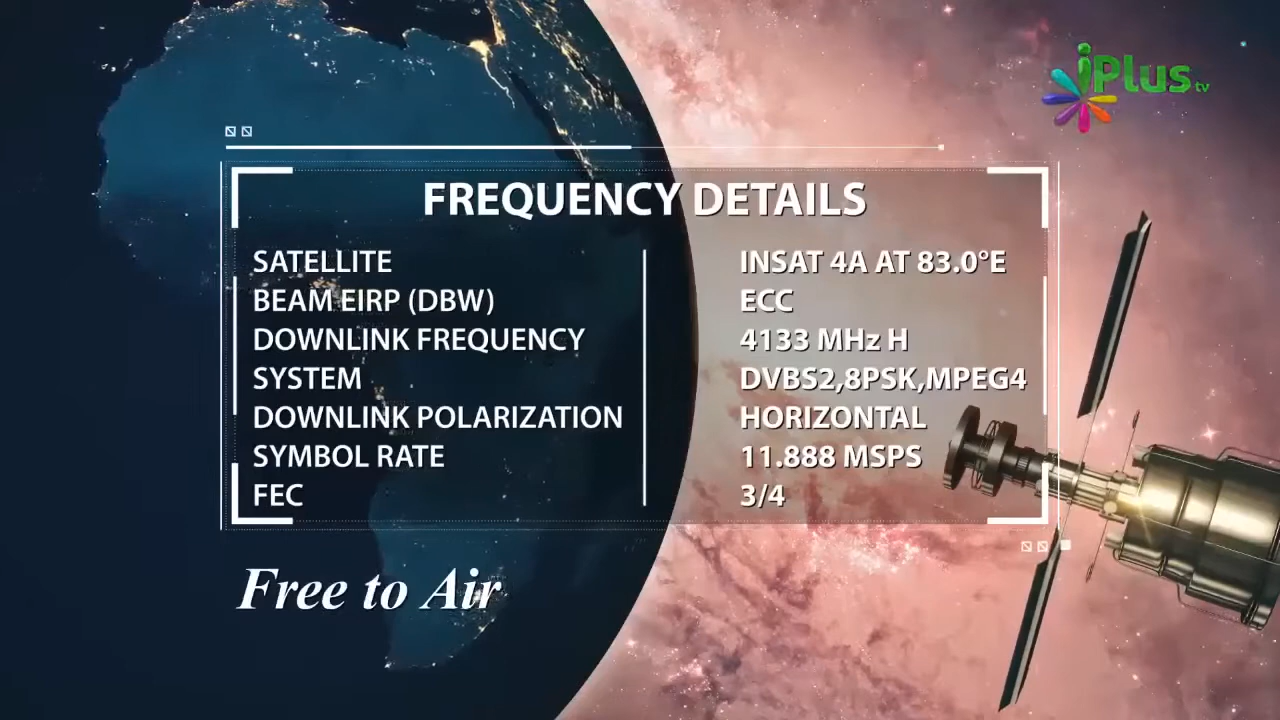 iPlus tv
FREQUENCY DETAILS
SATELLITE INSAT 4A AT 83.0°E
BEAM EIRP (DBW) ECC
DOWNLINK FREQUENCY 4133 MHz H
SYSTEM DVBS2,8PSK,MPEG4
DOWNLINK POLARIZATION HORIZONTAL
SYMBOL RATE 11.888 MSPS
FEC 3/4
Free to Air